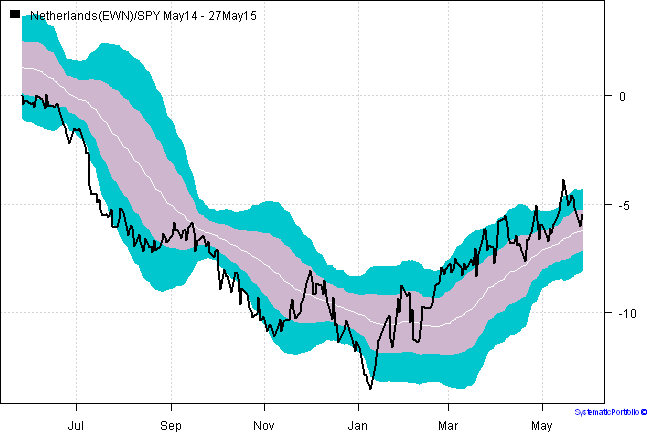 Netherlands(EWN)/SPY May14 - 27May15
0
-5
-10
Jul Sep Nov Jan Mar May
SystematicPortfolio ©